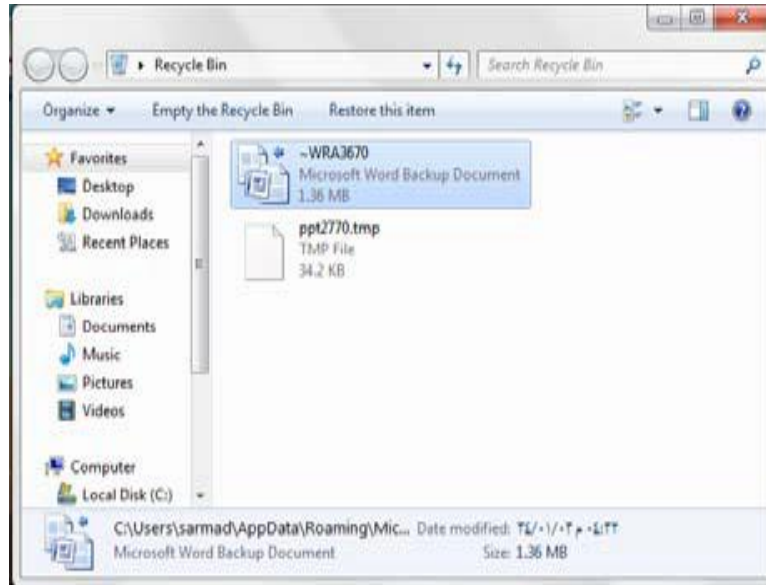 Recycle Bin
Search Recycle Bin
Organize
Empty the Recycle Bin
Restore this item
Favorites
Desktop
Downloads
Recent Places
Libraries
Documents
Music
Pictures
Videos
Computer
Local Disk (C:)
~WRA3670
Microsoft Word Backup Document
1.36 MB
ppt2770.tmp
TMP File
34.2 KB
C:\Users\sarmad\AppData\Roaming\Mic... Date modified:
Microsoft Word Backup Document Size: 1.36 MB